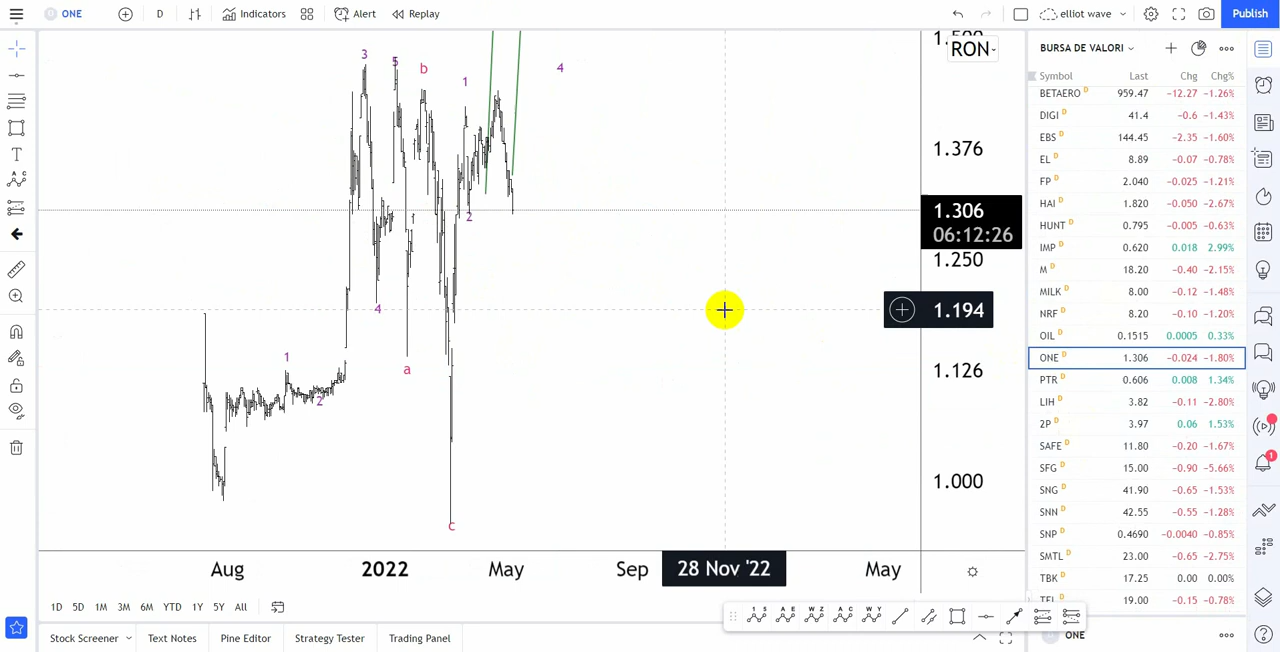 ONE
D
Indicators
Alert
Replay
elliot wave
Publish
RON
1.376
1.306
06:12:26
1.250
1.194
1.126
1.000
3
5
b
1
4
2
4
1
2
a
c
Aug
2022
May
Sep
28 Nov '22
May
1D
5D
1M
3M
6M
YTD
1Y
5Y
All
Stock Screener
Text Notes
Pine Editor
Strategy Tester
Trading Panel
BURSA DE VALORI
Symbol Last Chg Chg%
BETAERO D 959.47 −12.27 −1.26%
DIGI D 41.4 −0.6 −1.43%
EBS D 144.45 −2.35 −1.60%
EL D 8.89 −0.07 −0.78%
FP D 2.040 −0.025 −1.21%
HAI D 1.820 −0.050 −2.67%
HUNT D 0.795 −0.005 −0.63%
IMP D 0.620 0.018 2.99%
M D 18.20 −0.40 −2.15%
MILK D 8.00 −0.12 −1.48%
NRF D 8.20 −0.10 −1.20%
OIL D 0.1515 0.0005 0.33%
ONE D 1.306 −0.024 −1.80%
PTR D 0.606 0.008 1.34%
LIH D 3.82 −0.11 −2.80%
2P D 3.97 0.06 1.53%
SAFE D 11.80 −0.20 −1.67%
SFG D 15.00 −0.90 −5.66%
SNG D 41.90 −0.65 −1.53%
SNN D 42.55 −0.55 −1.28%
SNP D 0.4690 −0.0040 −0.85%
SMTL D 23.00 −0.65 −2.75%
TBK D 17.25 0.00 0.00%
19.00 −0.15 −0.78%
ONE
1